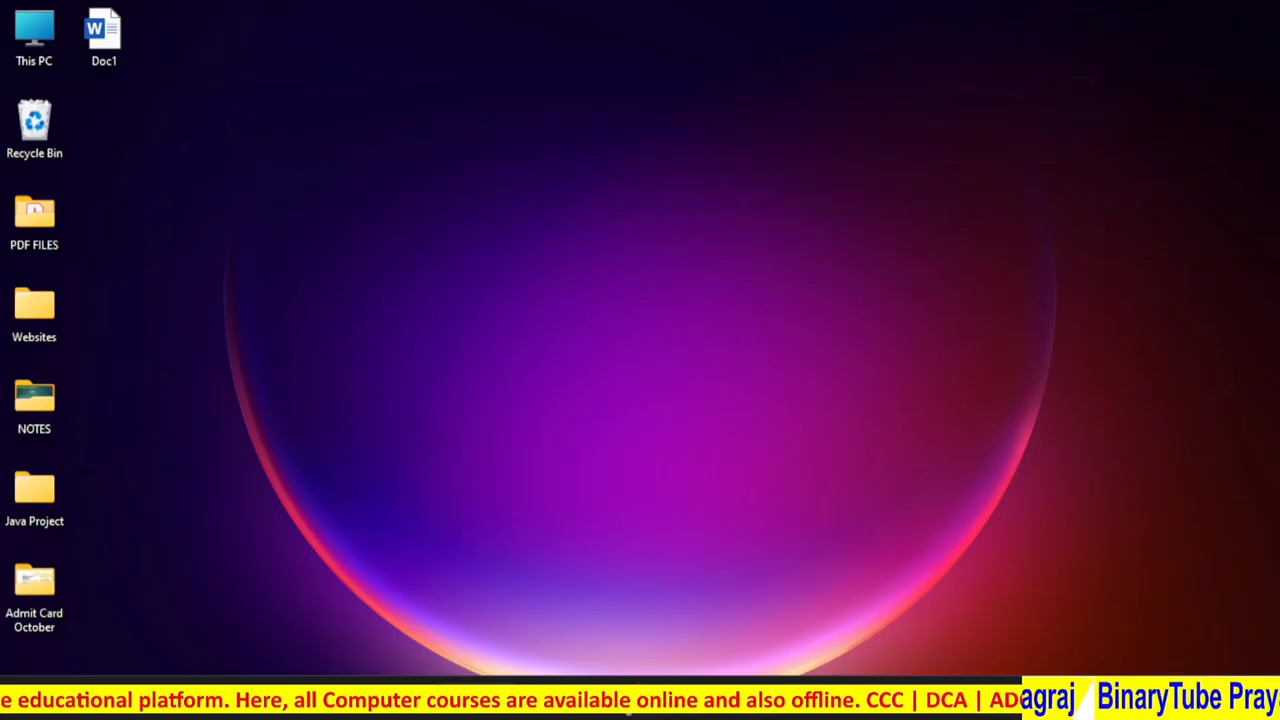 This PC
Doc1
Recycle Bin
PDF FILES
Websites
NOTES
Java Project
Admit Card
October
e educational platform. Here, all Computer courses are available online and also offline. CCC | DCA | AD
agraj BinaryTube Pray